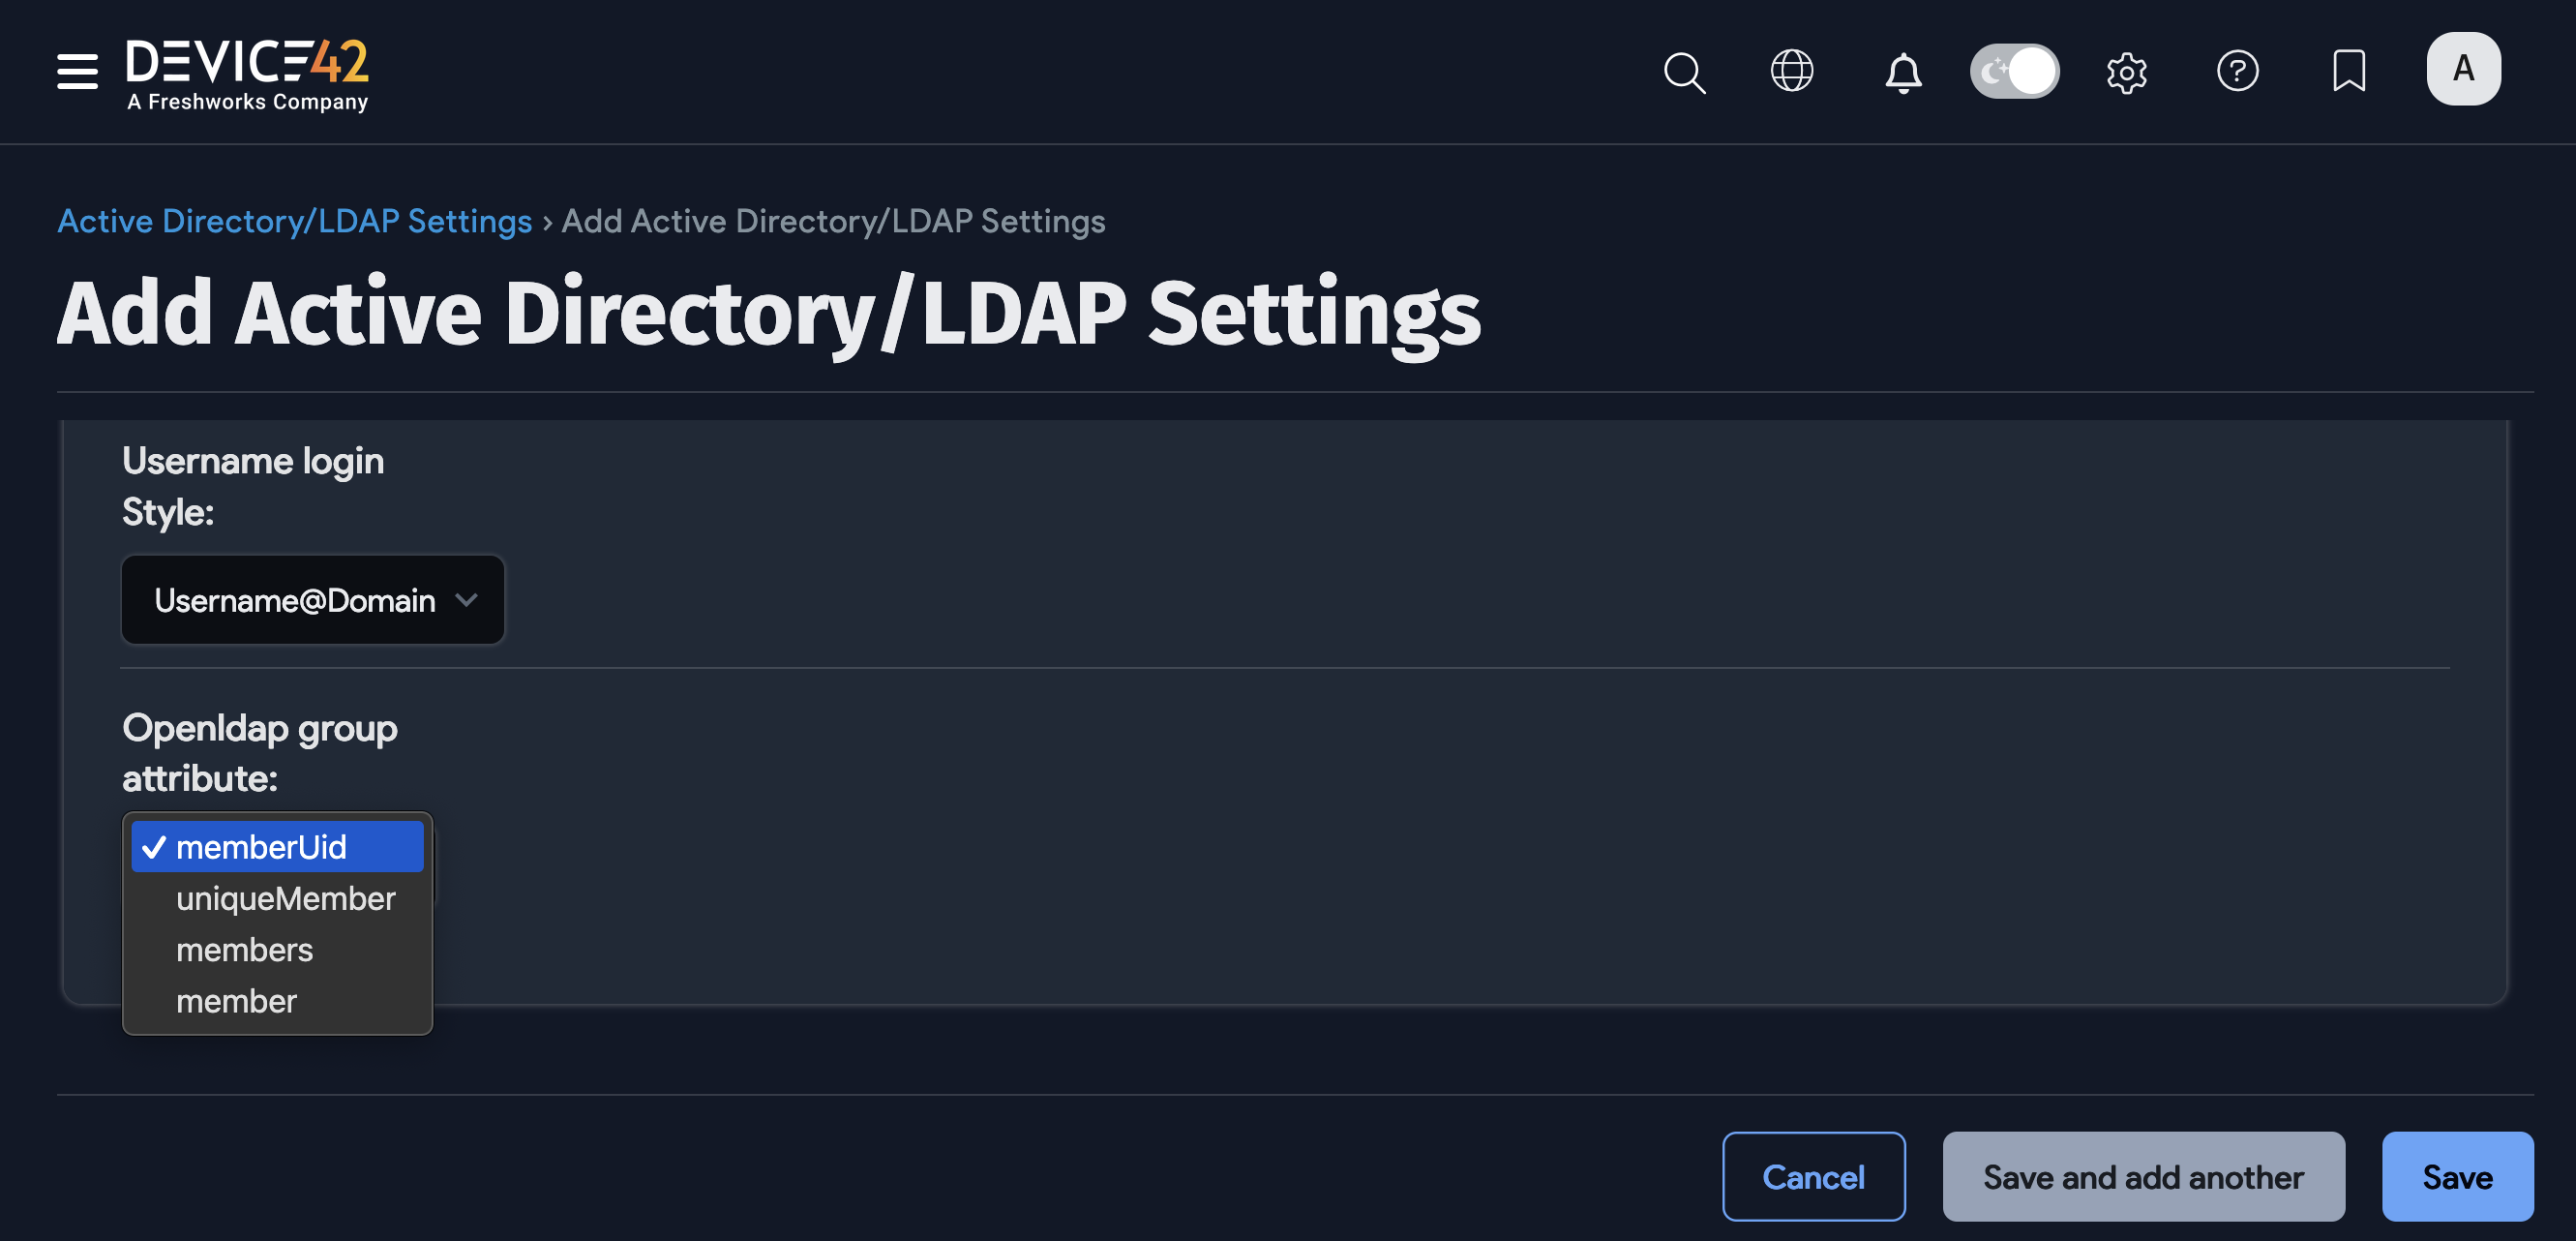 DEVICE42
A Freshworks Company
?
A
Active Directory/LDAP Settings › Add Active Directory/LDAP Settings
Add Active Directory/LDAP Settings
Username login
Style:
Username@Domain
Openldap group
attribute:
✓ memberUid
uniqueMember
members
member
Cancel
Save and add another
Save